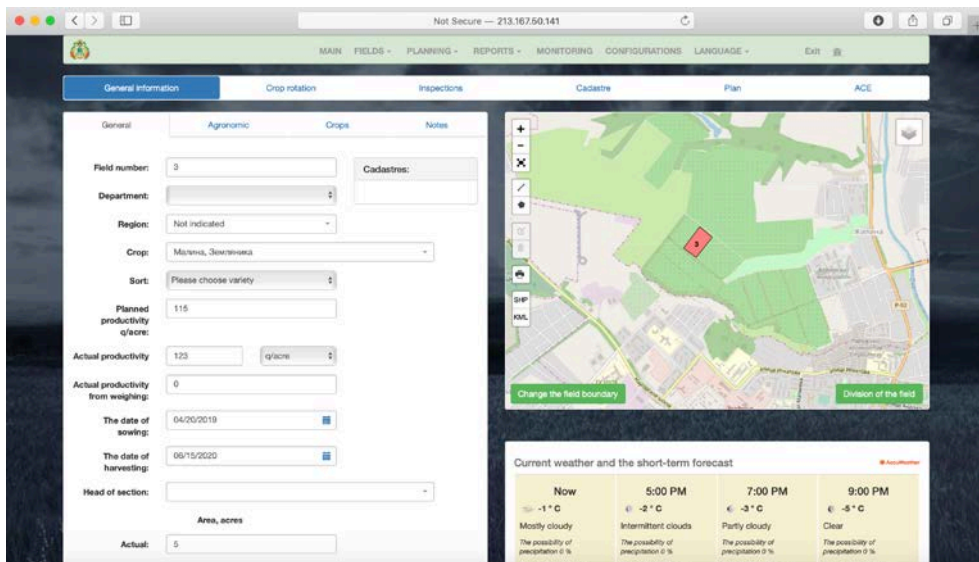 Not Secure — 213.167.50.141
MAIN FIELDS PLANNING REPORTS MONITORING CONFIGURATIONS LANGUAGE Exit
General information Crop rotation Inspections Cadastre Plan ACE
General Agronomic Crops Notes
Field number: 3
Cadastres:
Department:
Region: Not indicated
Crop: Малина, Земляника
Sort: Please choose variety
Planned productivity q/acre: 115
Actual productivity 123 q/acre
Actual productivity from weighing: 0
The date of sowing: 04/20/2019
The date of harvesting: 06/15/2020
Head of section:
Area, acres
Actual: 5
+
-
3
SHP
KML
P-02
Change the field boundary
Division of the field
Current weather and the short-term forecast
AccuWeather
Now 5:00 PM 7:00 PM 9:00 PM
-1° C -2° C -3° C -5° C
Mostly cloudy Intermittent clouds Partly cloudy Clear
The possibility of precipitation 0 % The possibility of precipitation 0 % The possibility of precipitation 0 % The possibility of precipitation 0 %